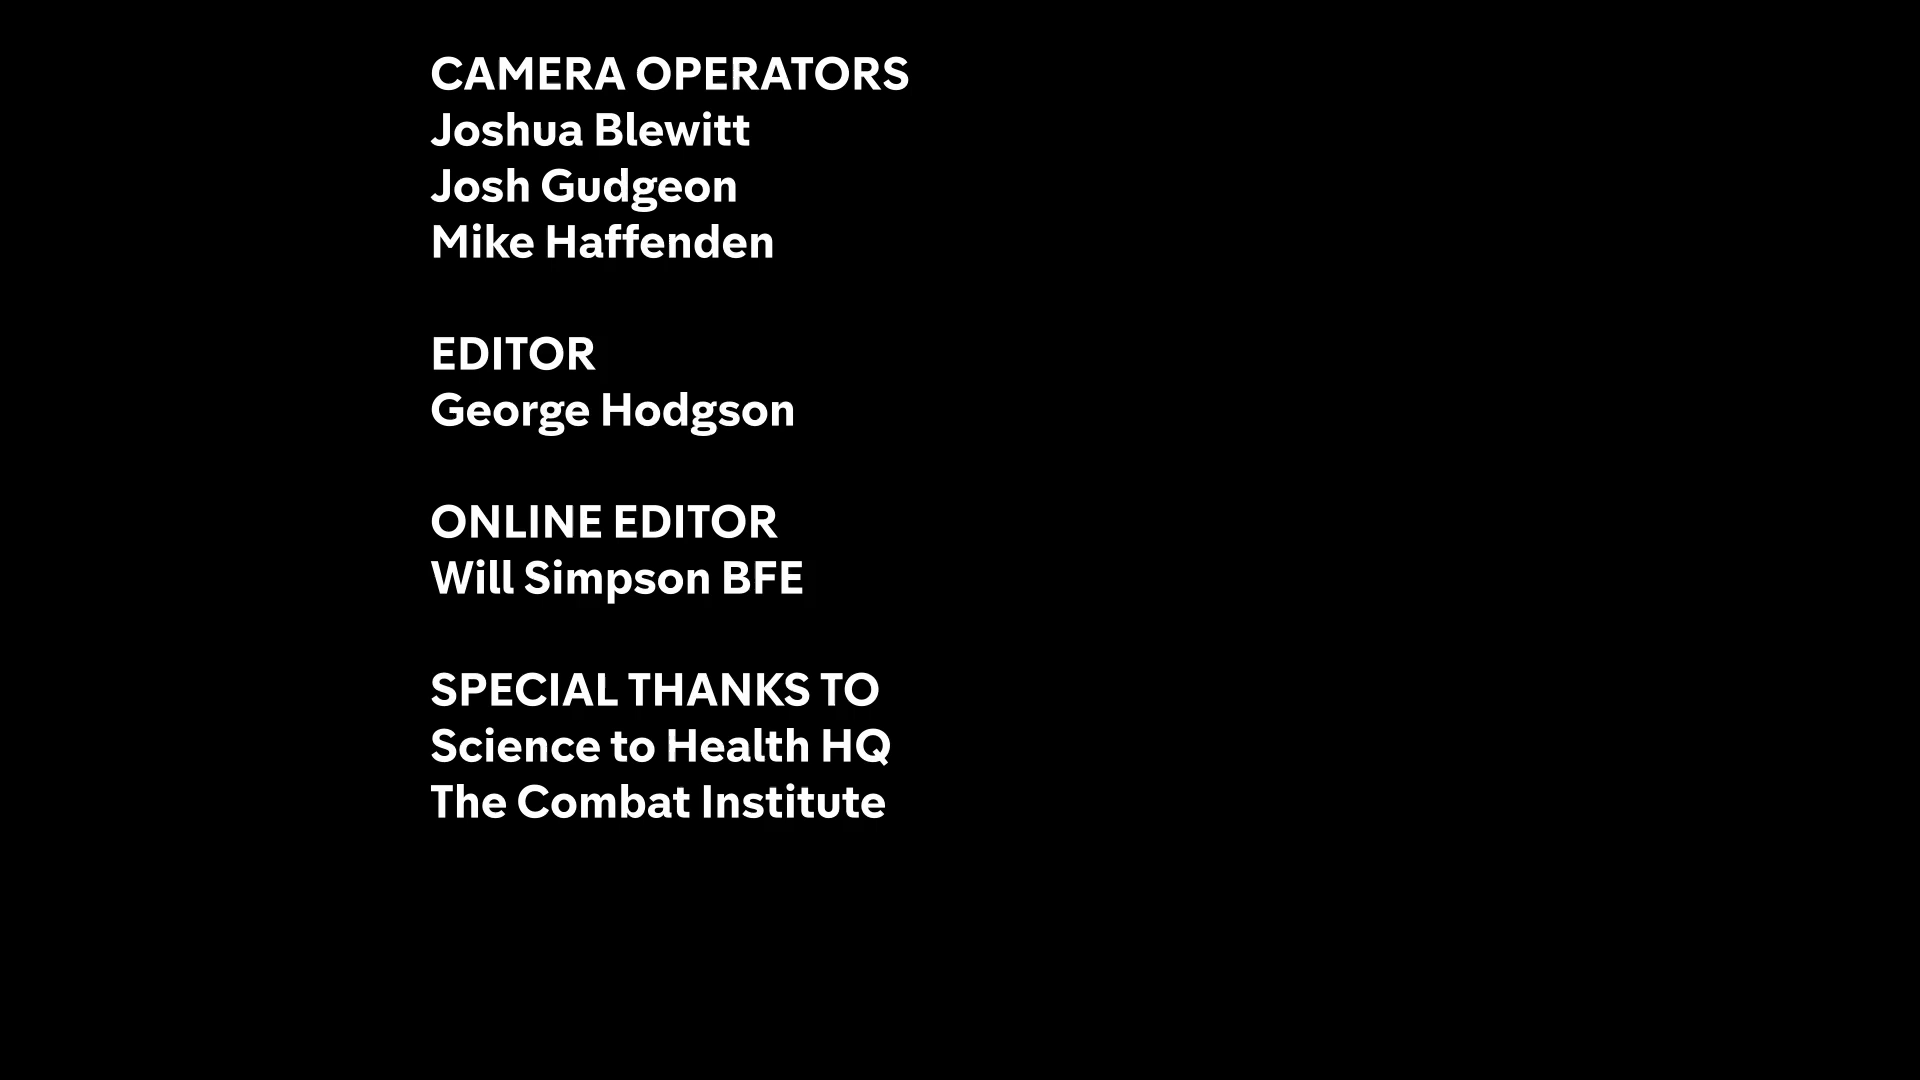 CAMERA OPERATORS
Joshua Blewitt
Josh Gudgeon
Mike Haffenden
EDITOR
George Hodgson
ONLINE EDITOR
Will Simpson BFE
SPECIAL THANKS TO
Science to Health HQ
The Combat Institute